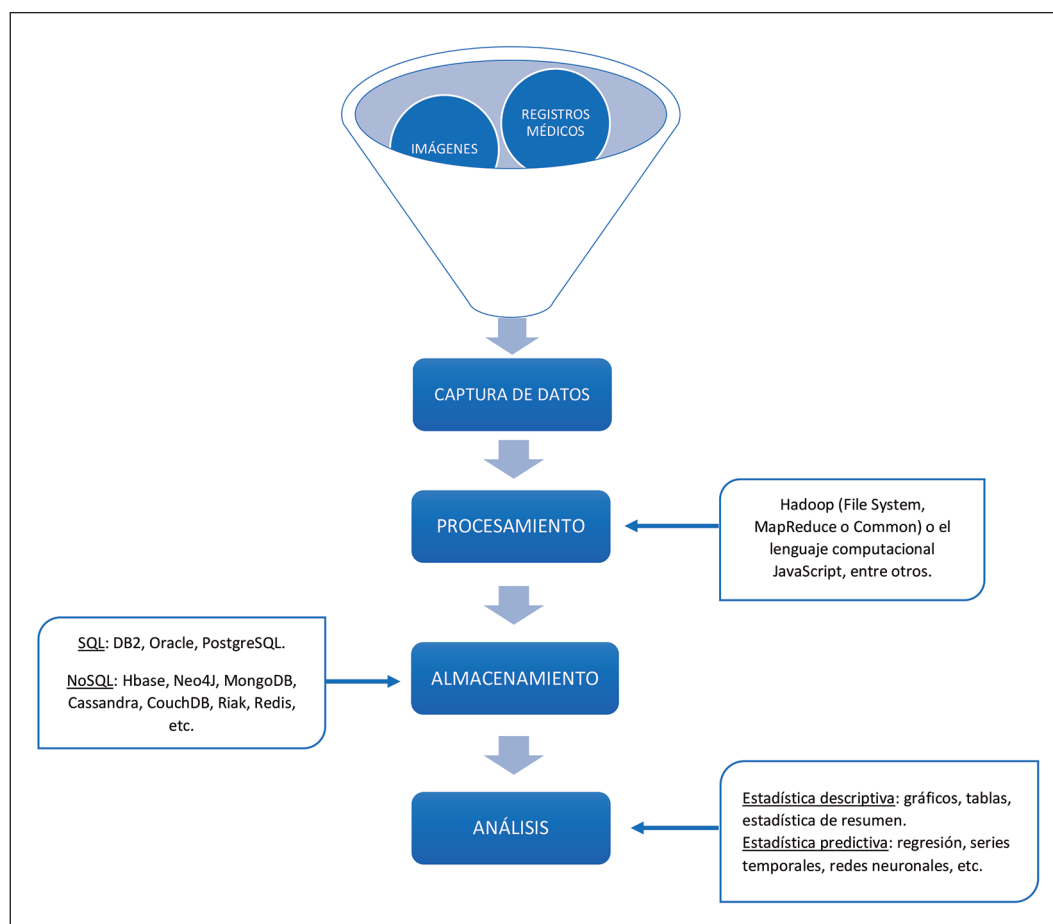 REGISTROS
MÉDICOS
IMÁGENES
CAPTURA DE DATOS
PROCESAMIENTO
Hadoop (File System,
MapReduce o Common) o el
lenguaje computacional
JavaScript, entre otros.
SQL: DB2, Oracle, PostgreSQL.
NoSQL: Hbase, Neo4J, MongoDB,
Cassandra, CouchDB, Riak, Redis,
etc.
ALMACENAMIENTO
ANÁLISIS
Estadística descriptiva: gráficos, tablas,
estadística de resumen.
Estadística predictiva: regresión, series
temporales, redes neuronales, etc.